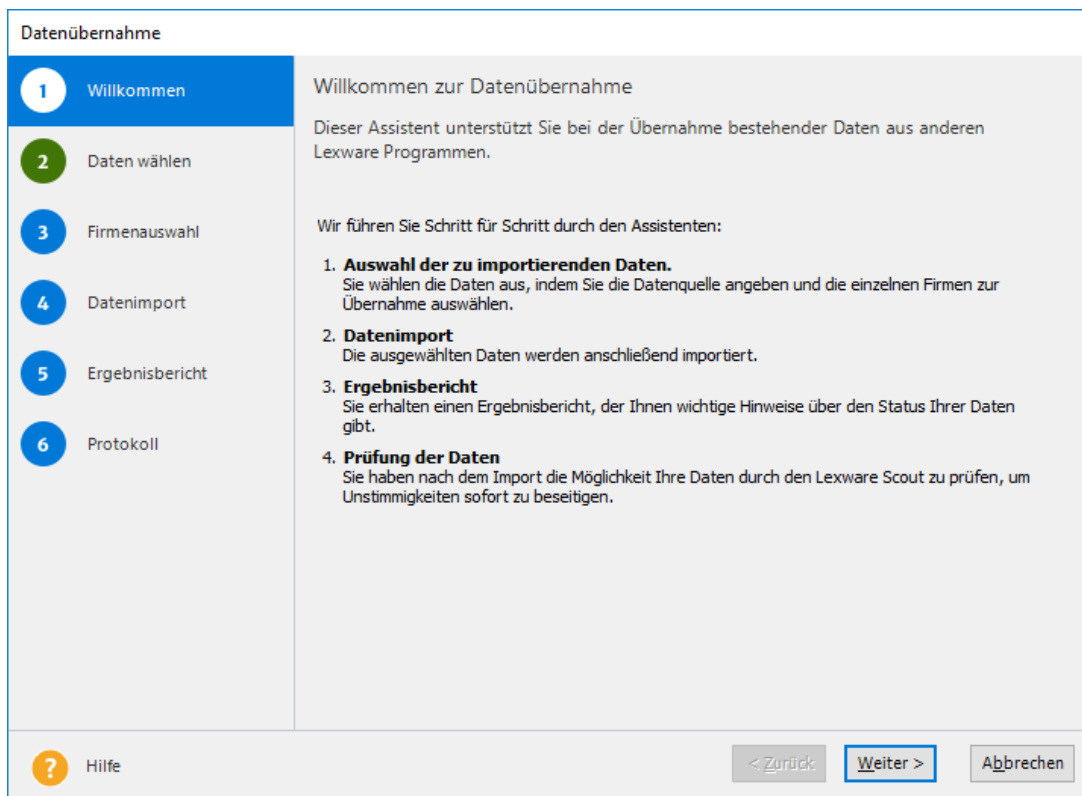 Datenübernahme
1 Willkommen
2 Daten wählen
3 Firmenauswahl
4 Datenimport
5 Ergebnisbericht
6 Protokoll
Willkommen zur Datenübernahme
Dieser Assistent unterstützt Sie bei der Übernahme bestehender Daten aus anderen
Lexware Programmen.
Wir führen Sie Schritt für Schritt durch den Assistenten:
1. Auswahl der zu importierenden Daten.
Sie wählen die Daten aus, indem Sie die Datenquelle angeben und die einzelnen Firmen zur
Übernahme auswählen.
2. Datenimport
Die ausgewählten Daten werden anschließend importiert.
3. Ergebnisbericht
Sie erhalten einen Ergebnisbericht, der Ihnen wichtige Hinweise über den Status Ihrer Daten
gibt.
4. Prüfung der Daten
Sie haben nach dem Import die Möglichkeit Ihre Daten durch den Lexware Scout zu prüfen, um
Unstimmigkeiten sofort zu beseitigen.
? Hilfe
< Zurück
Weiter >
Abbrechen